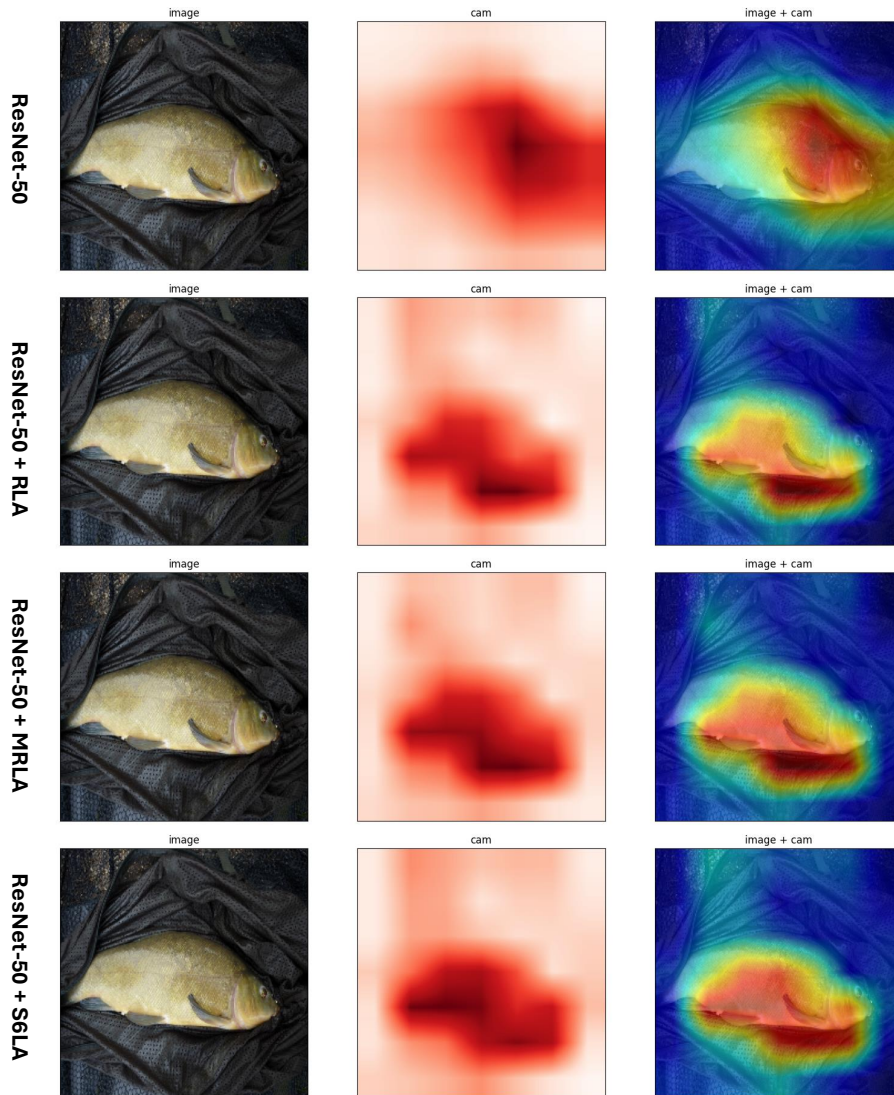 image
cam
image + cam
ResNet-50
image
cam
image + cam
ResNet-50 + RLA
image
cam
image + cam
ResNet-50 + MRLA
image
cam
image + cam
ResNet-50 + S6LA